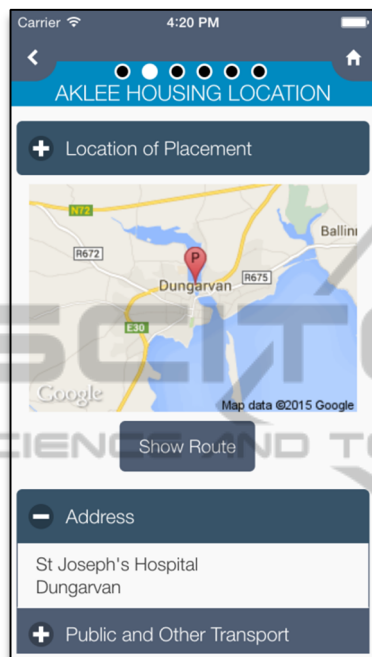 Carrier 4:20 PM
AKLEE HOUSING LOCATION
Location of Placement
N72
Ballin
R672
Dungarvan
R675
E30
Google
Map data ©2015 Google
Show Route
Address
St Joseph's Hospital
Dungarvan
Public and Other Transport